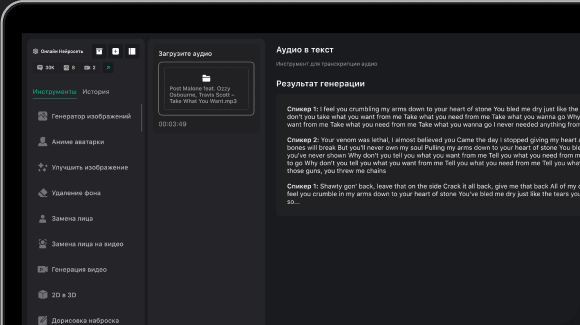 Онлайн Нейросеть
30K 8 2
Инструменты История
Генератор изображений
Аниме аватарки
Улучшить изображение
Удаление фона
Замена лица
Замена лица на видео
Генерация видео
2D в 3D
Дорисовка наброска
Загрузите аудио
Post Malone feat. Ozzy
Osbourne, Travis Scott –
Take What You Want.mp3
00:03:49
Аудио в текст
Инструмент для транскрипции аудио
Результат генерации
Спикер 1: I feel you crumbling my arms down to your heart of stone You bled me dry just like the
don't you take what you want from me Take what you need from me Take what you wanna go Why
want from me Take what you need from me Take what you wanna go I never needed anything from
Спикер 2: Your venom was lethal, I almost believed you Came the day I stopped giving my heart a
bones will break But you'll never own my soul Pulling my arms down to your heart of stone You ble
you've never shown Why don't you tell you what you want from me Tell you what you need from m
to go Why don't you tell you what you want from me Tell you what you need from me Tell you what
those guns, you threw me chains
Спикер 1: Shawty gon' back, leave that on the side Crack it all back, give me that back All of my
feel you crumble in my arms down to your heart of stone You've bled me dry just like the tears you
so...